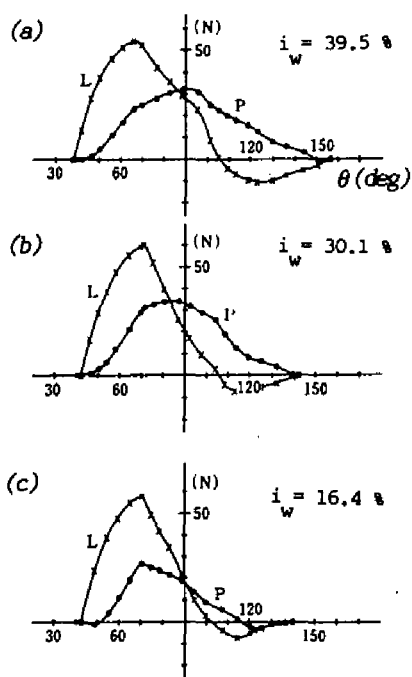 (a)
(N)
50
i_w = 39.5 %
L
P
30 60 120 150
θ(deg)
(b)
(N)
50
i_w = 30.1 %
L
P
30 60 120 150
(c)
(N)
50
i_w = 16.4 %
L
P
120
30 60 150